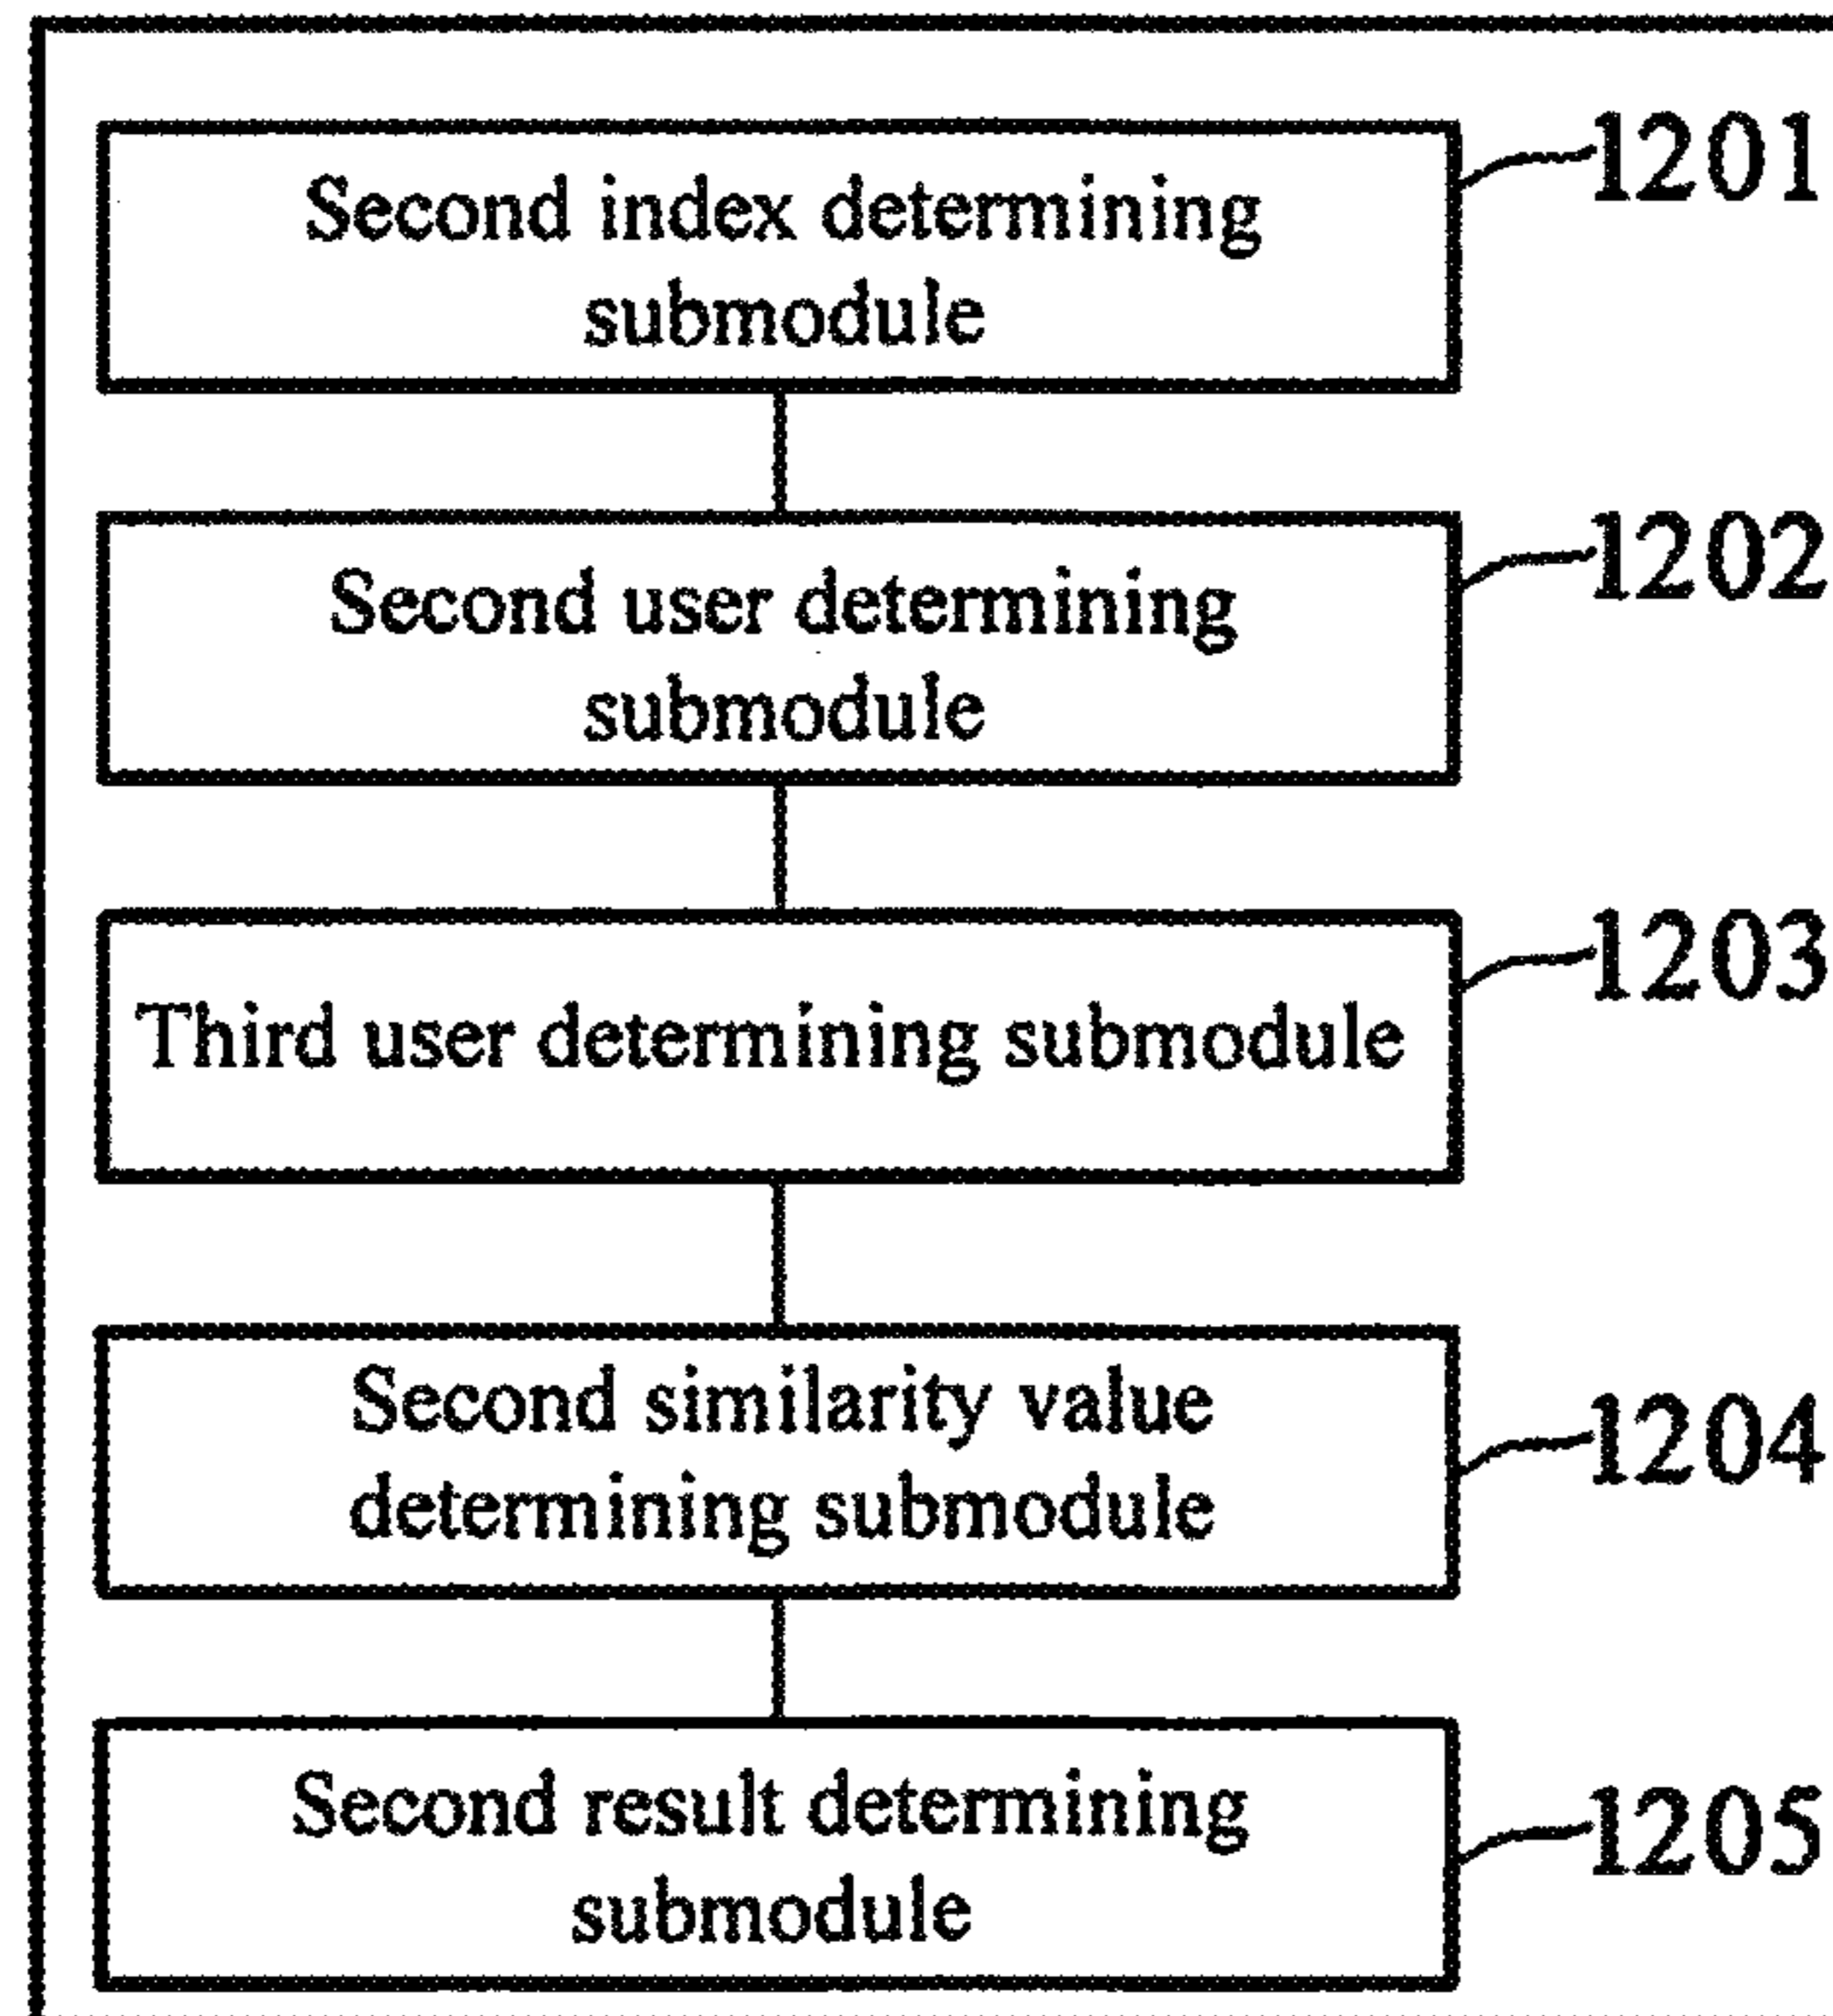 1201
Second index determining
submodule
1202
Second user determining
submodule
1203
Third user determining submodule
1204
Second similarity value
determining submodule
1205
Second result determining
submodule